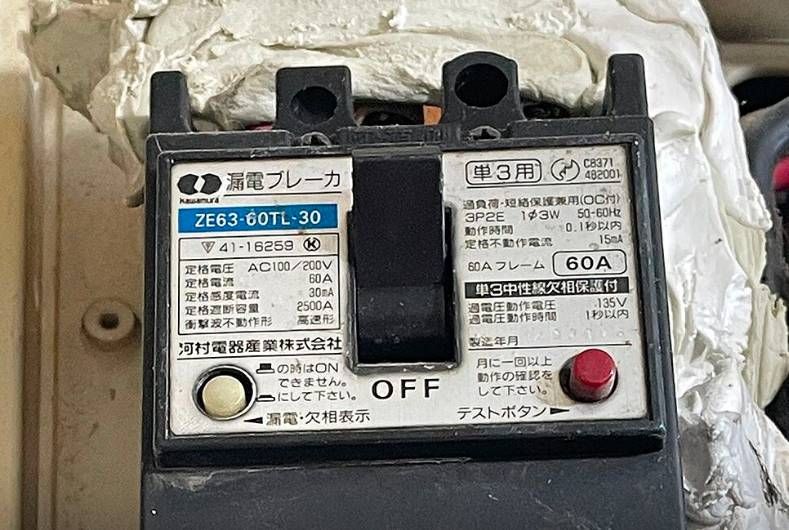 漏電ブレーカ
Kawamura
ZE63-60TL-30
41-16259 K
定格電圧 AC100/200V
定格電流 60A
定格感度電流 30mA
定格遮断容量 2500A
衝撃波不動作形 高速形
河村電器産業株式会社
の時はON
できません。
にして下さい。
◄漏電・欠相表示
OFF
単3用
C8371
482001
過負荷・短絡保護兼用(OC付)
3P2E 1φ3W 50-60Hz
動作時間 0.1秒以内
定格不動作電流 15mA
60Aフレーム 60A
単3中性線欠相保護付
過電圧動作電圧 135V
過電圧動作時間 1秒以内
製造年月
月に一回以上
動作の確認を
して下さい。
テストボタン►